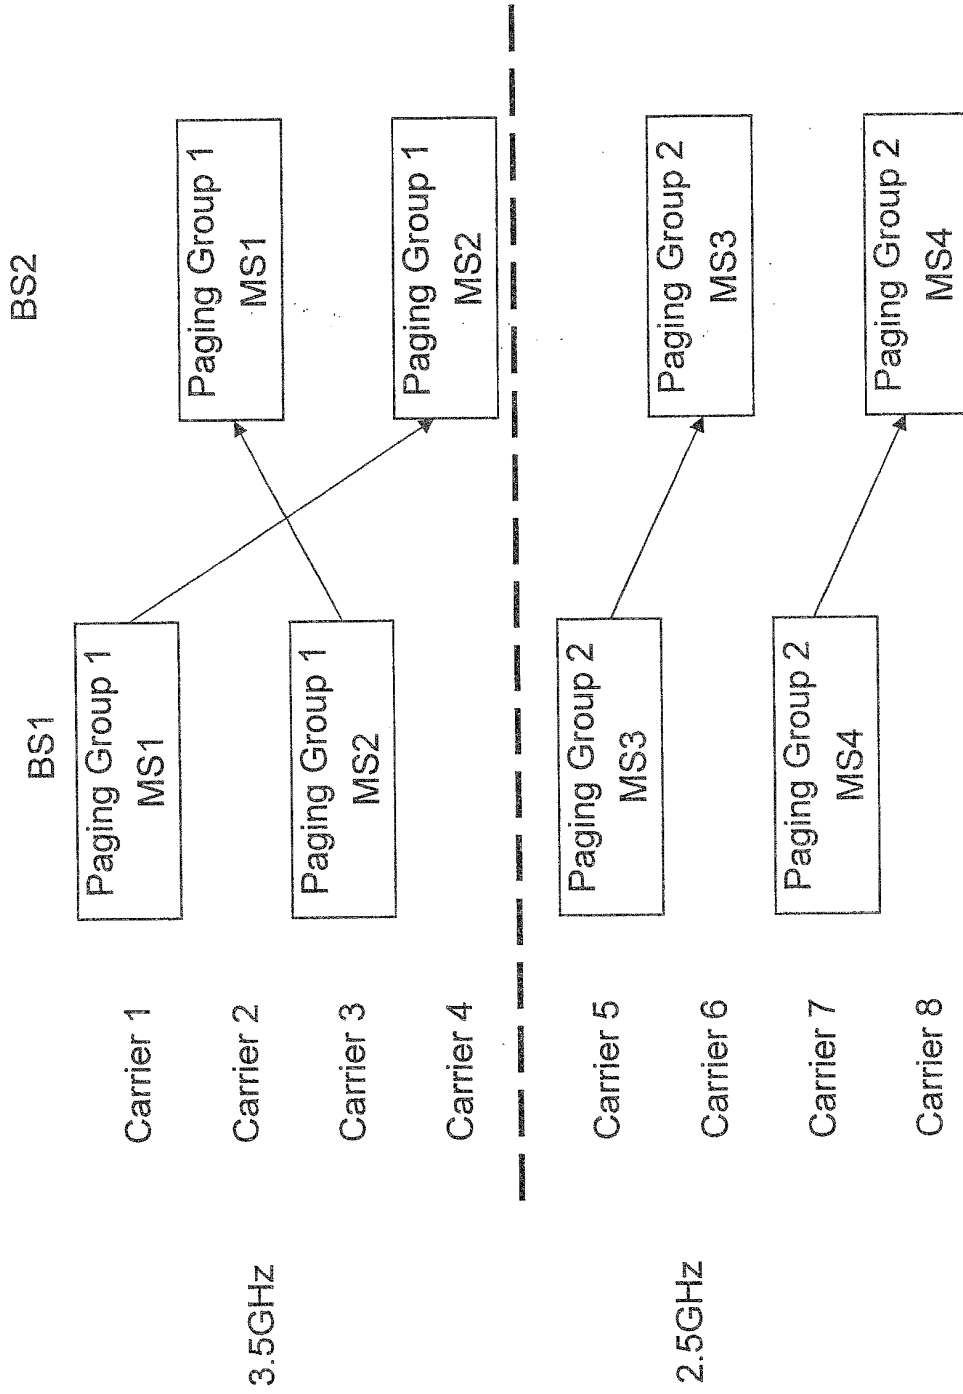 BS1
BS2
3.5GHz
Carrier 1
Paging Group 1
MS1
Carrier 2
Paging Group 1
MS1
Carrier 3
Paging Group 1
MS2
Carrier 4
Paging Group 1
MS2
2.5GHz
Carrier 5
Paging Group 2
MS3
Carrier 6
Paging Group 2
MS3
Carrier 7
Paging Group 2
MS4
Carrier 8
Paging Group 2
MS4